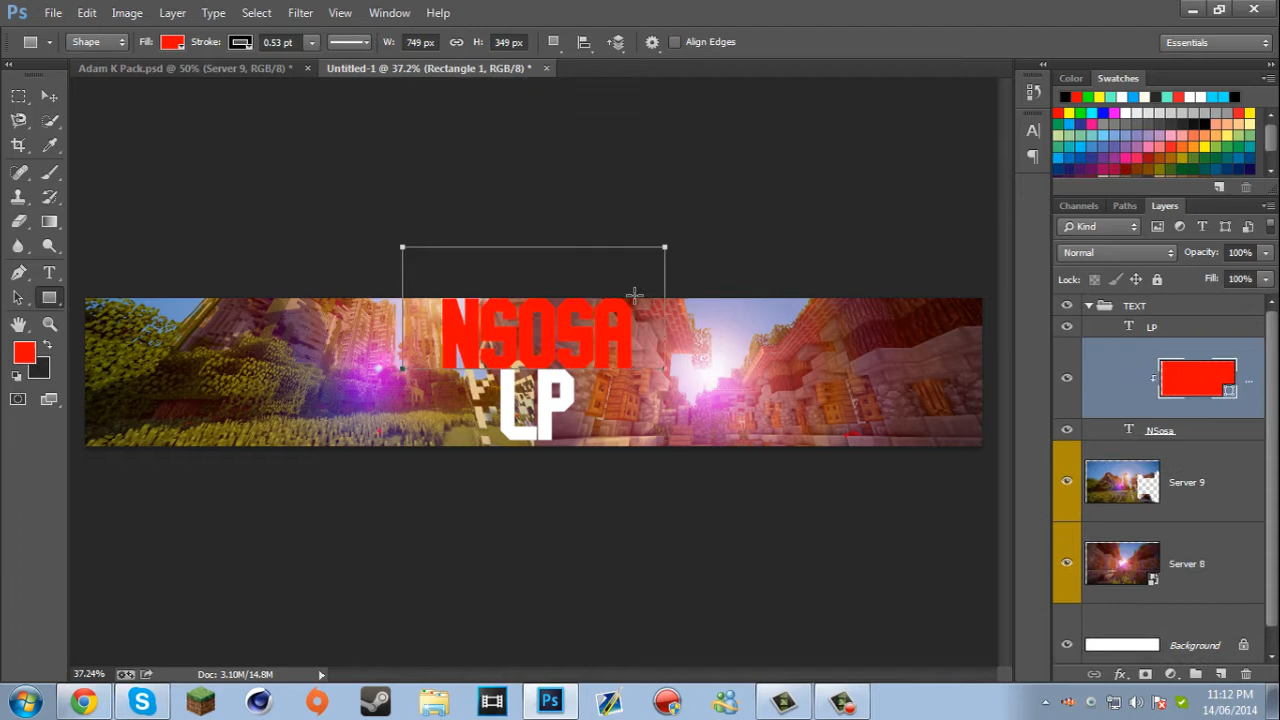 Ps File Edit Image Layer Type Select Filter View Window Help
Shape Fill: Stroke: 0.53 pt W: 749 px H: 349 px Align Edges Essentials
Adam K Pack.psd @ 50% (Server 9, RGB/8) * × Untitled-1 @ 37.2% (Rectangle 1, RGB/8) * ×
Color Swatches
Channels Paths Layers
Kind
Normal Opacity: 100%
Lock: Fill: 100%
TEXT
T LP
...
T NSosa
Server 9
Server 8
Background
NSOSA
LP
37.24% Doc: 3.10M/14.8M
11:12 PM
14/06/2014